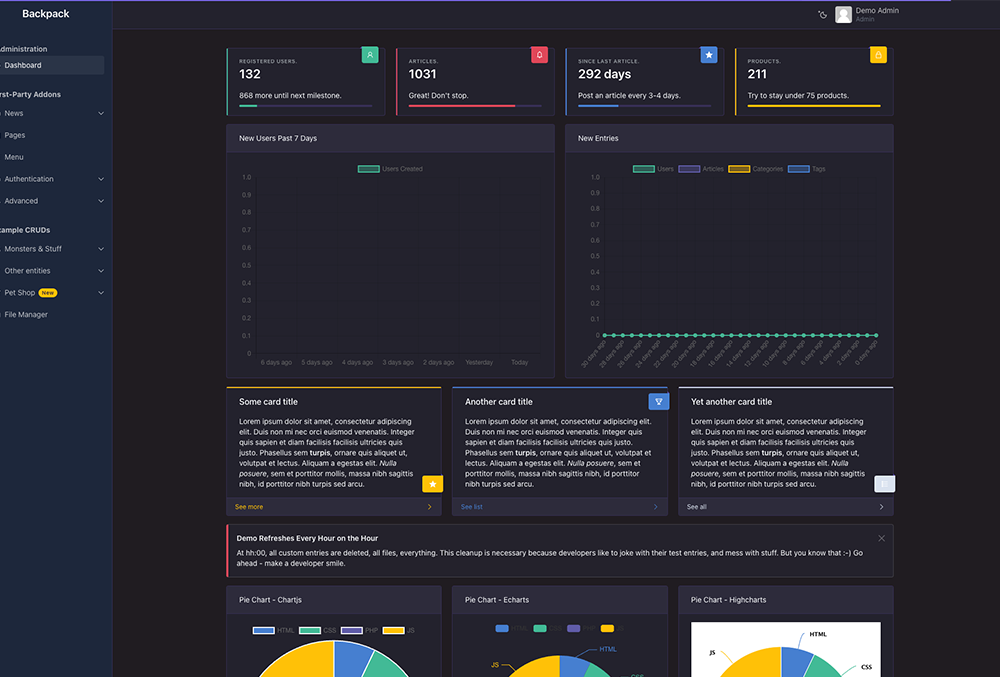 Backpack
Demo Admin
Admin
dministration
Dashboard
rst-Party Addons
News
Pages
Menu
Authentication
Advanced
ample CRUDs
Monsters & Stuff
Other entities
Pet Shop New
File Manager
REGISTERED USERS.
132
868 more until next milestone.
ARTICLES.
1031
Great! Don't stop.
SINCE LAST ARTICLE.
292 days
Post an article every 3-4 days.
PRODUCTS.
211
Try to stay under 75 products.
New Users Past 7 Days
Users Created
1.0
0.9
0.8
0.7
0.6
0.5
0.4
0.3
0.2
0.1
0
6 days ago 5 days ago 4 days ago 3 days ago 2 days ago Yesterday Today
New Entries
Users Articles Categories Tags
1.0
0.9
0.8
0.7
0.6
0.5
0.4
0.3
0.2
0.1
0
30 days ago 28 days ago 26 days ago 24 days ago 22 days ago 20 days ago 18 days ago 16 days ago 14 days ago 12 days ago 10 days ago 8 days ago 6 days ago 4 days ago 2 days ago 0 days ago
Some card title
Lorem ipsum dolor sit amet, consectetur adipiscing
elit. Duis non mi nec orci euismod venenatis. Integer
quis sapien et diam facilisis facilisis ultricies quis
justo. Phasellus sem turpis, ornare quis aliquet ut,
volutpat et lectus. Aliquam a egestas elit. Nulla
posuere, sem et porttitor mollis, massa nibh sagittis
nibh, id porttitor nibh turpis sed arcu.
See more
Another card title
Lorem ipsum dolor sit amet, consectetur adipiscing
elit. Duis non mi nec orci euismod venenatis. Integer
quis sapien et diam facilisis facilisis ultricies quis
justo. Phasellus sem turpis, ornare quis aliquet ut,
volutpat et lectus. Aliquam a egestas elit. Nulla
posuere, sem et porttitor mollis, massa nibh sagittis
nibh, id porttitor nibh turpis sed arcu.
See list
Yet another card title
Lorem ipsum dolor sit amet, consectetur adipiscing
elit. Duis non mi nec orci euismod venenatis. Integer
quis sapien et diam facilisis facilisis ultricies quis
justo. Phasellus sem turpis, ornare quis aliquet ut,
volutpat et lectus. Aliquam a egestas elit. Nulla
posuere, sem et porttitor mollis, massa nibh sagittis
nibh, id porttitor nibh turpis sed arcu.
See all
Demo Refreshes Every Hour on the Hour
At hh:00, all custom entries are deleted, all files, everything. This cleanup is necessary because developers like to joke with their test entries, and mess with stuff. But you know that :-) Go
ahead - make a developer smile.
Pie Chart - Chartjs
HTML CSS PHP JS
Pie Chart - Echarts
HTML CSS PHP JS
HTML
JS
CSS
Pie Chart - Highcharts
HTML
JS
CSS